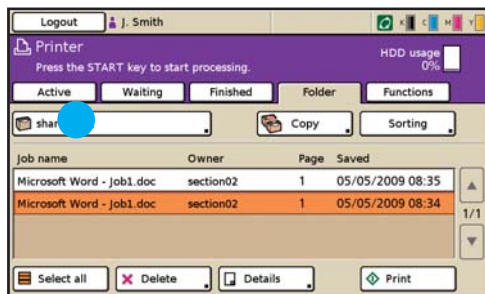 Logout
J. Smith
K C M Y
Printer
Press the START key to start processing.
HDD usage
0%
Active Waiting Finished Folder Functions
Copy Sorting
Job name Owner Page Saved
Microsoft Word - Job1.doc section02 1 05/05/2009 08:35
Microsoft Word - Job1.doc section02 1 05/05/2009 08:34
1/1
Select all Delete Details Print